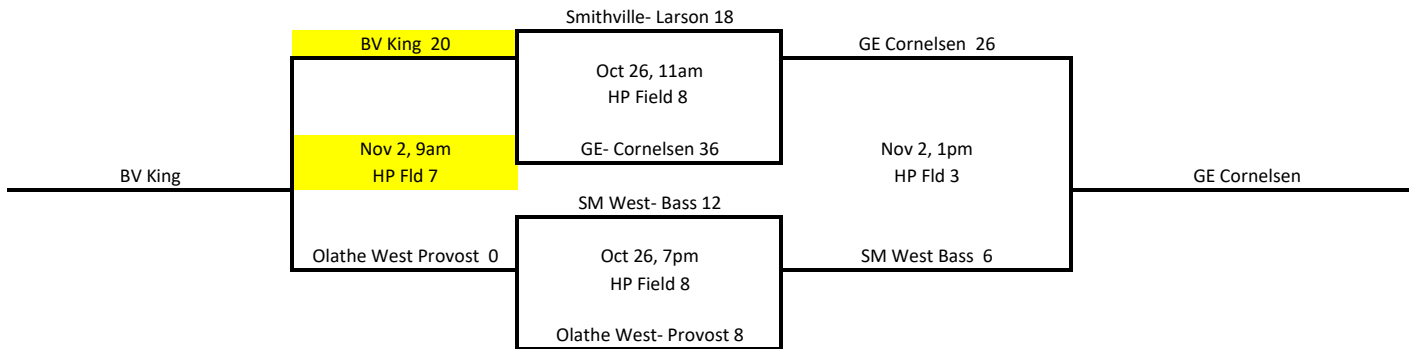 Smithville- Larson 18
BV King  20
GE Cornelsen  26
Oct 26, 11am
HP Field 8
Nov 2, 9am
HP Fld 7
GE- Cornelsen 36
Nov 2, 1pm
HP Fld 3
BV King
GE Cornelsen
SM West- Bass 12
Olathe West Provost  0
Oct 26, 7pm
HP Field 8
SM West Bass  6
Olathe West- Provost 8